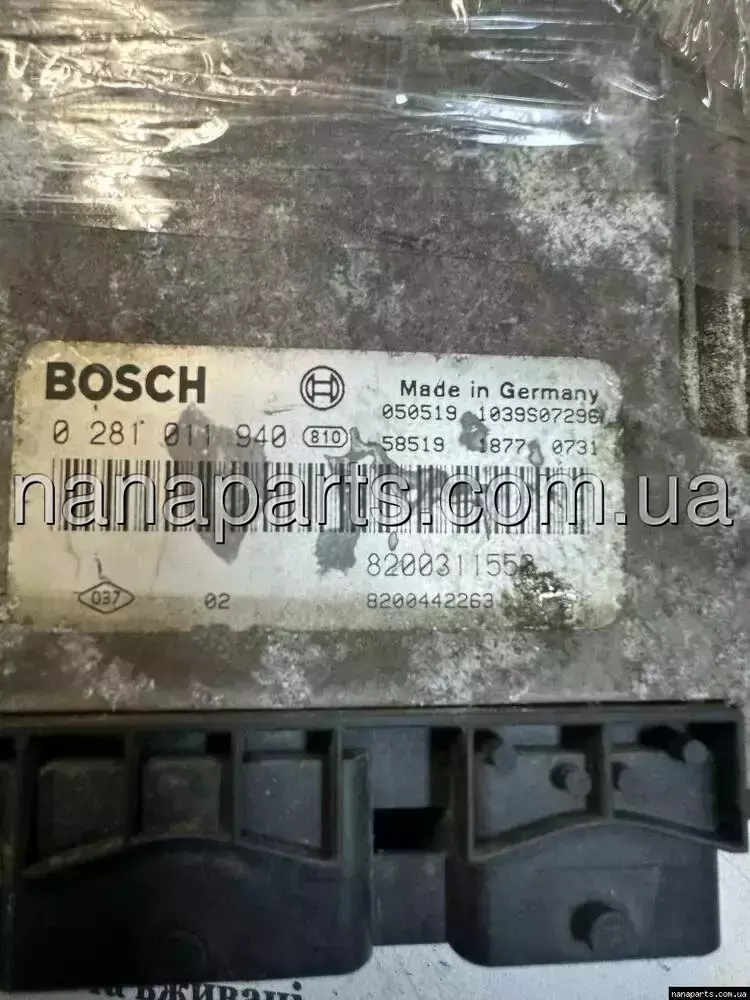 BOSCH
Made in Germany
050519 1039S07296
0 281 011 940 810
58519 1877 0731
nanaparts.com.ua
8200311553
037 02 8200442263
вживані
nanaparts.com.ua